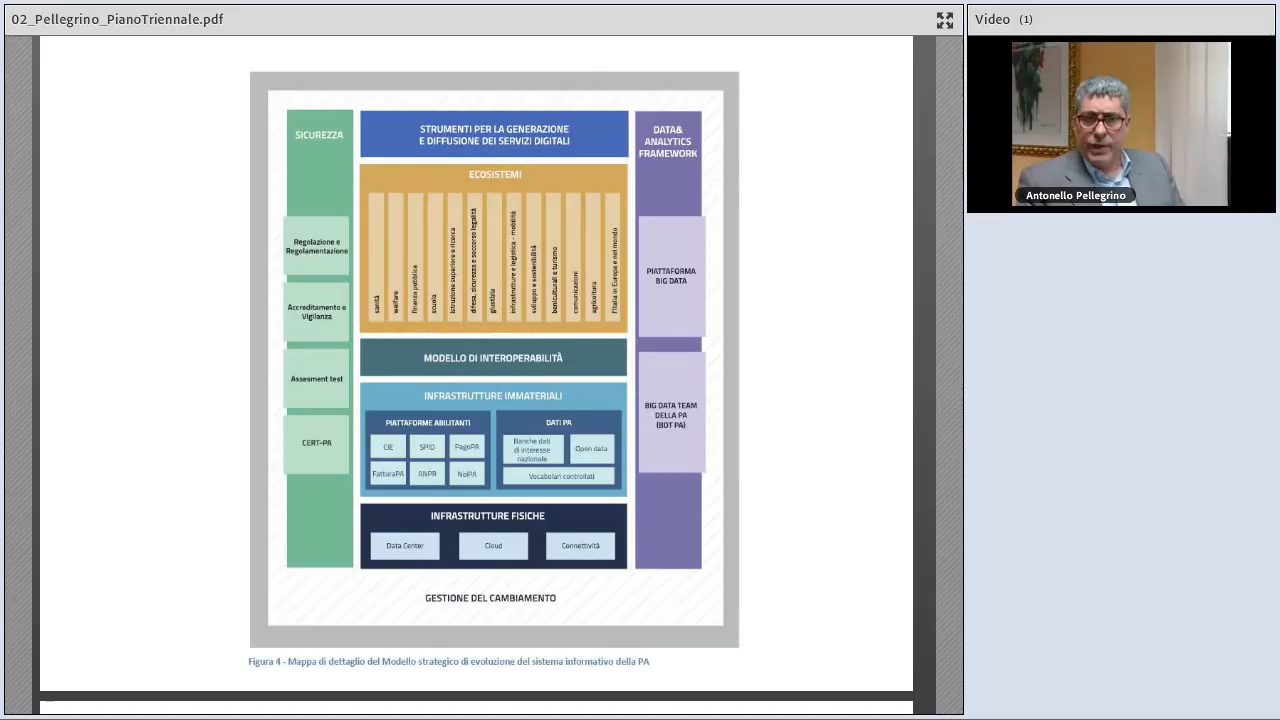 02_Pellegrino_PianoTriennale.pdf
Video (1)
Antonello Pellegrino
SICUREZZA
Regolazione e
Regolamentazione
Accreditamento e
Vigilanza
Assesment test
CERT-PA
STRUMENTI PER LA GENERAZIONE
E DIFFUSIONE DEI SERVIZI DIGITALI
ECOSISTEMI
sanità
welfare
finanza pubblica
scuola
istruzione superiore e ricerca
difesa, sicurezza e soccorso legalità
giustizia
infrastrutture e logistica - mobilità
sviluppo e sostenibilità
beniculturali e turismo
comunicazioni
agricoltura
l'Italia in Europa e nel mondo
MODELLO DI INTEROPERABILITÀ
INFRASTRUTTURE IMMATERIALI
PIATTAFORME ABILITANTI
CIE
SPID
PagoPA
FatturaPA
ANPR
NoiPA
DATI PA
Banche dati
di interesse
nazionale
Open data
Vocabolari controllati
INFRASTRUTTURE FISICHE
Data Center
Cloud
Connettività
DATA&
ANALYTICS
FRAMEWORK
PIATTAFORMA
BIG DATA
BIG DATA TEAM
DELLA PA
(BDT PA)
GESTIONE DEL CAMBIAMENTO
Figura 4 - Mappa di dettaglio del Modello strategico di evoluzione del sistema informativo della PA